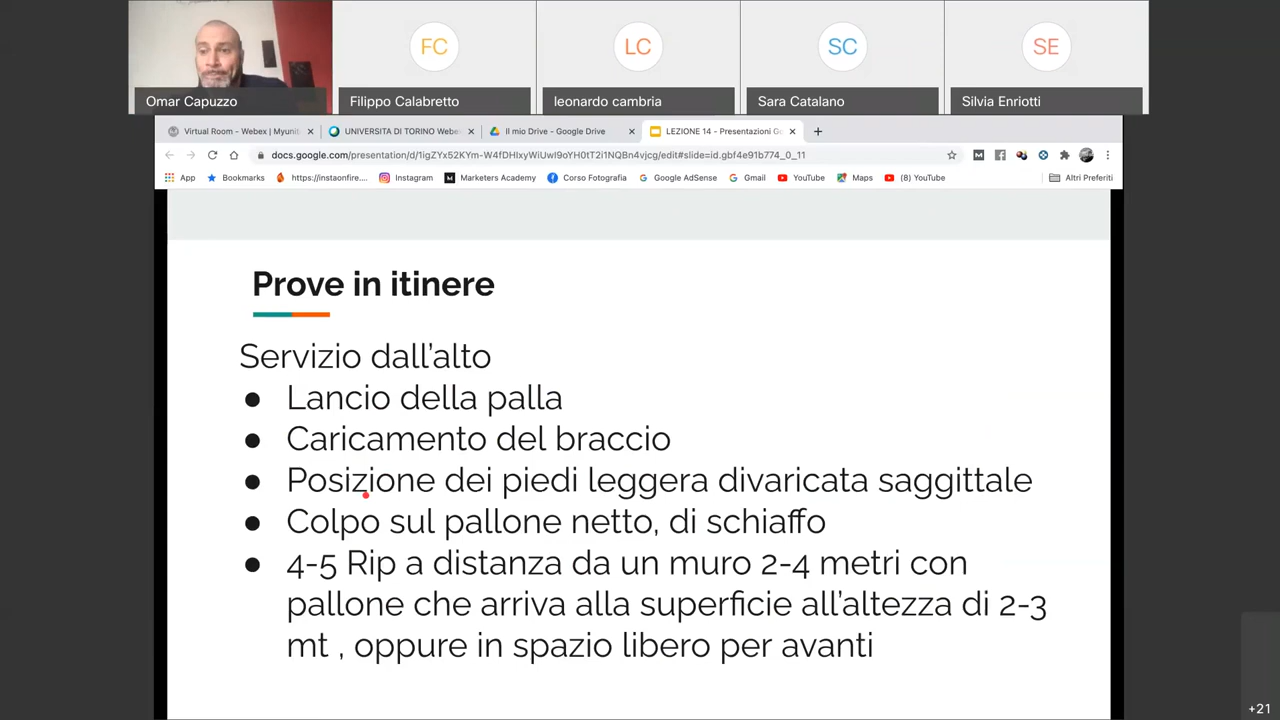 FC
LC
SC
SE
Omar Capuzzo
Filippo Calabretto
leonardo cambria
Sara Catalano
Silvia Enriotti
Virtual Room - Webex | Myunit
UNIVERSITA DI TORINO Webex
Il mio Drive - Google Drive
LEZIONE 14 - Presentazioni Go
docs.google.com/presentation/d/1igZYx52KYm-W4fDHIxyWiUwI9oYH0tT2i1NQBn4vjcg/edit#slide=id.gbf4e91b774_0_11
App
Bookmarks
https://instaonfire....
Instagram
Marketers Academy
Corso Fotografia
Google AdSense
Gmail
YouTube
Maps
(8) YouTube
Altri Preferiti
Prove in itinere
Servizio dall'alto
● Lancio della palla
● Caricamento del braccio
● Posizione dei piedi leggera divaricata saggittale
● Colpo sul pallone netto, di schiaffo
● 4-5 Rip a distanza da un muro 2-4 metri con
pallone che arriva alla superficie all'altezza di 2-3
mt , oppure in spazio libero per avanti
+21